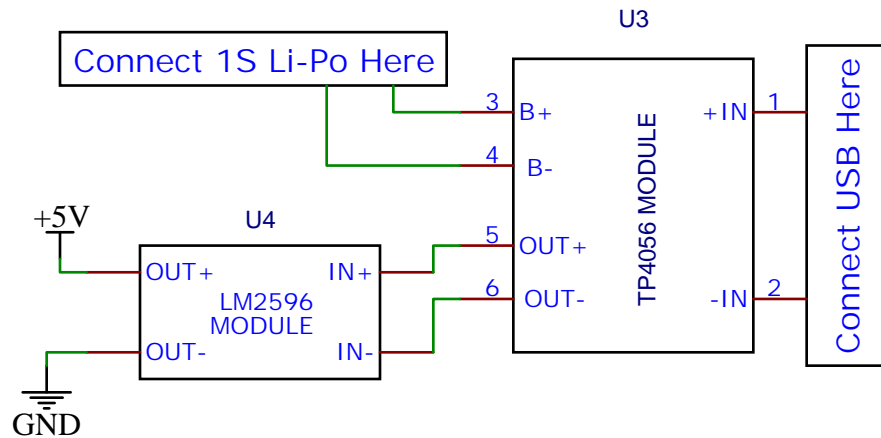 U3
Connect 1S Li-Po Here
3 B+
+IN 1
4 B-
TP4056 MODULE
Connect USB Here
+5V
U4
5 OUT+
OUT+
IN+
6 OUT-
-IN 2
LM2596
MODULE
OUT-
IN-
GND